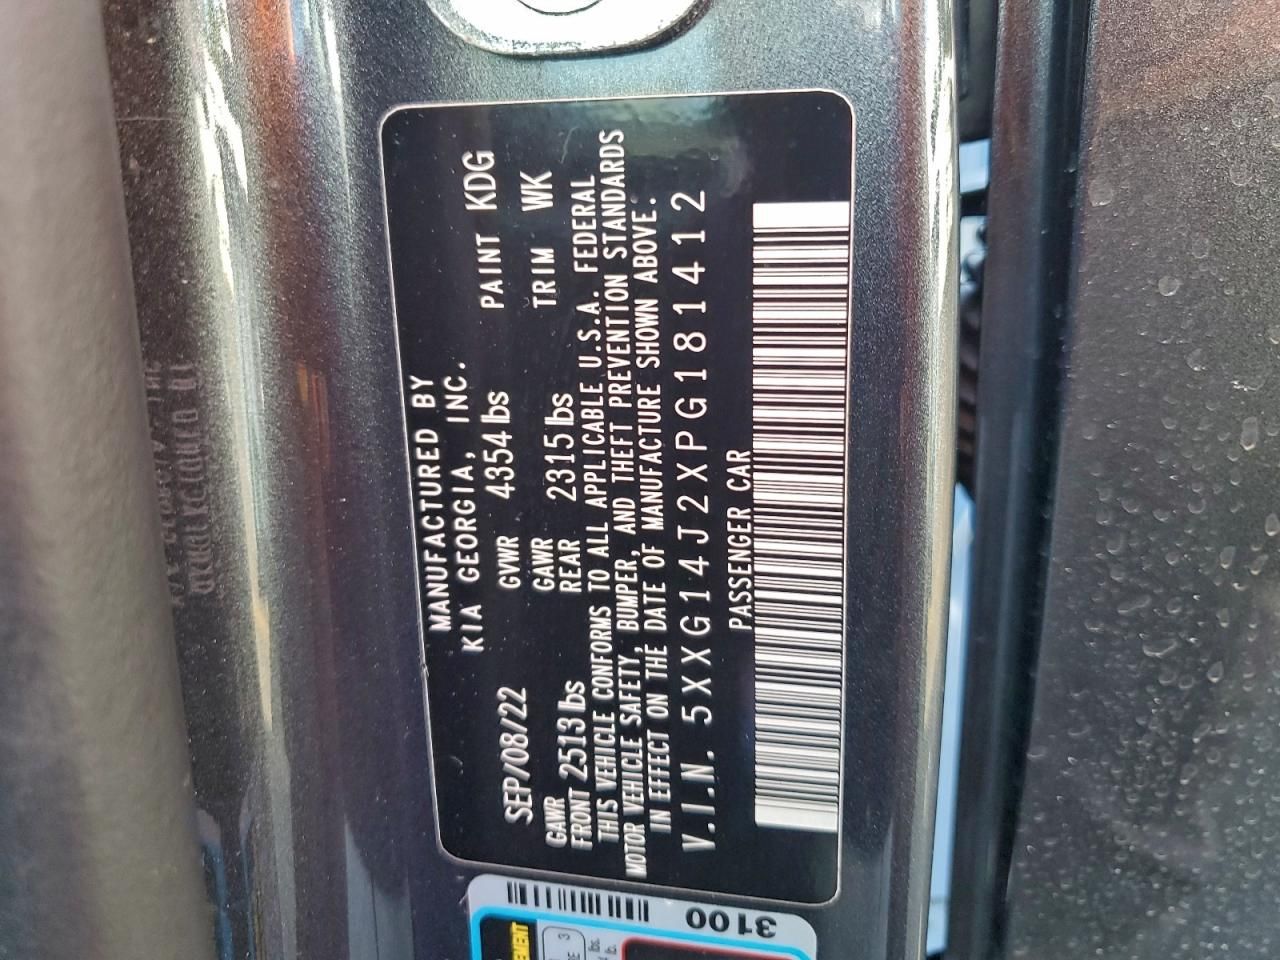 MANUFACTURED BY
KIA GEORGIA, INC.
SEP/08/22 GVWR 4354 lbs PAINT KDG
GAWR FRONT 2513 lbs GAWR REAR 2315 lbs TRIM WK
THIS VEHICLE CONFORMS TO ALL APPLICABLE U.S.A. FEDERAL
MOTOR VEHICLE SAFETY, BUMPER, AND THEFT PREVENTION STANDARDS
IN EFFECT ON THE DATE OF MANUFACTURE SHOWN ABOVE.
V.I.N. 5XXG14J2XPG181412
PASSENGER CAR
3100